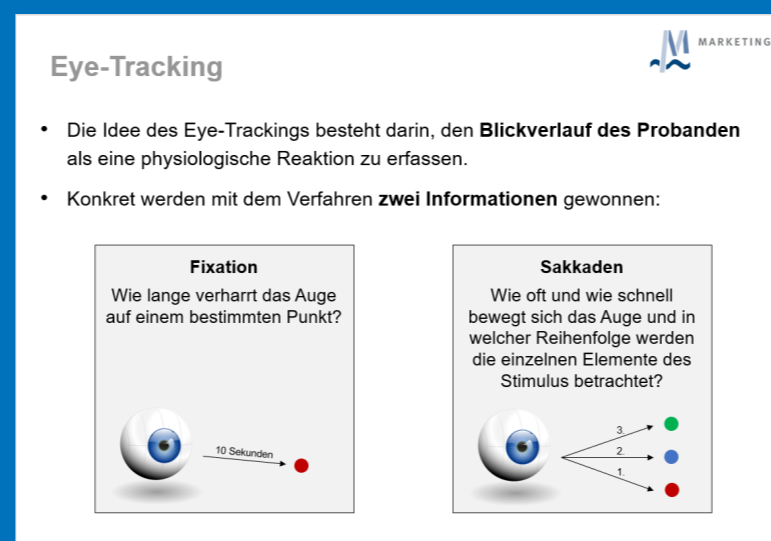 MARKETING
Eye-Tracking
• Die Idee des Eye-Trackings besteht darin, den Blickverlauf des Probanden
als eine physiologische Reaktion zu erfassen.
• Konkret werden mit dem Verfahren zwei Informationen gewonnen:
Fixation
Wie lange verharrt das Auge
auf einem bestimmten Punkt?
10 Sekunden
Sakkaden
Wie oft und wie schnell
bewegt sich das Auge und in
welcher Reihenfolge werden
die einzelnen Elemente des
Stimulus betrachtet?
3.
2.
1.